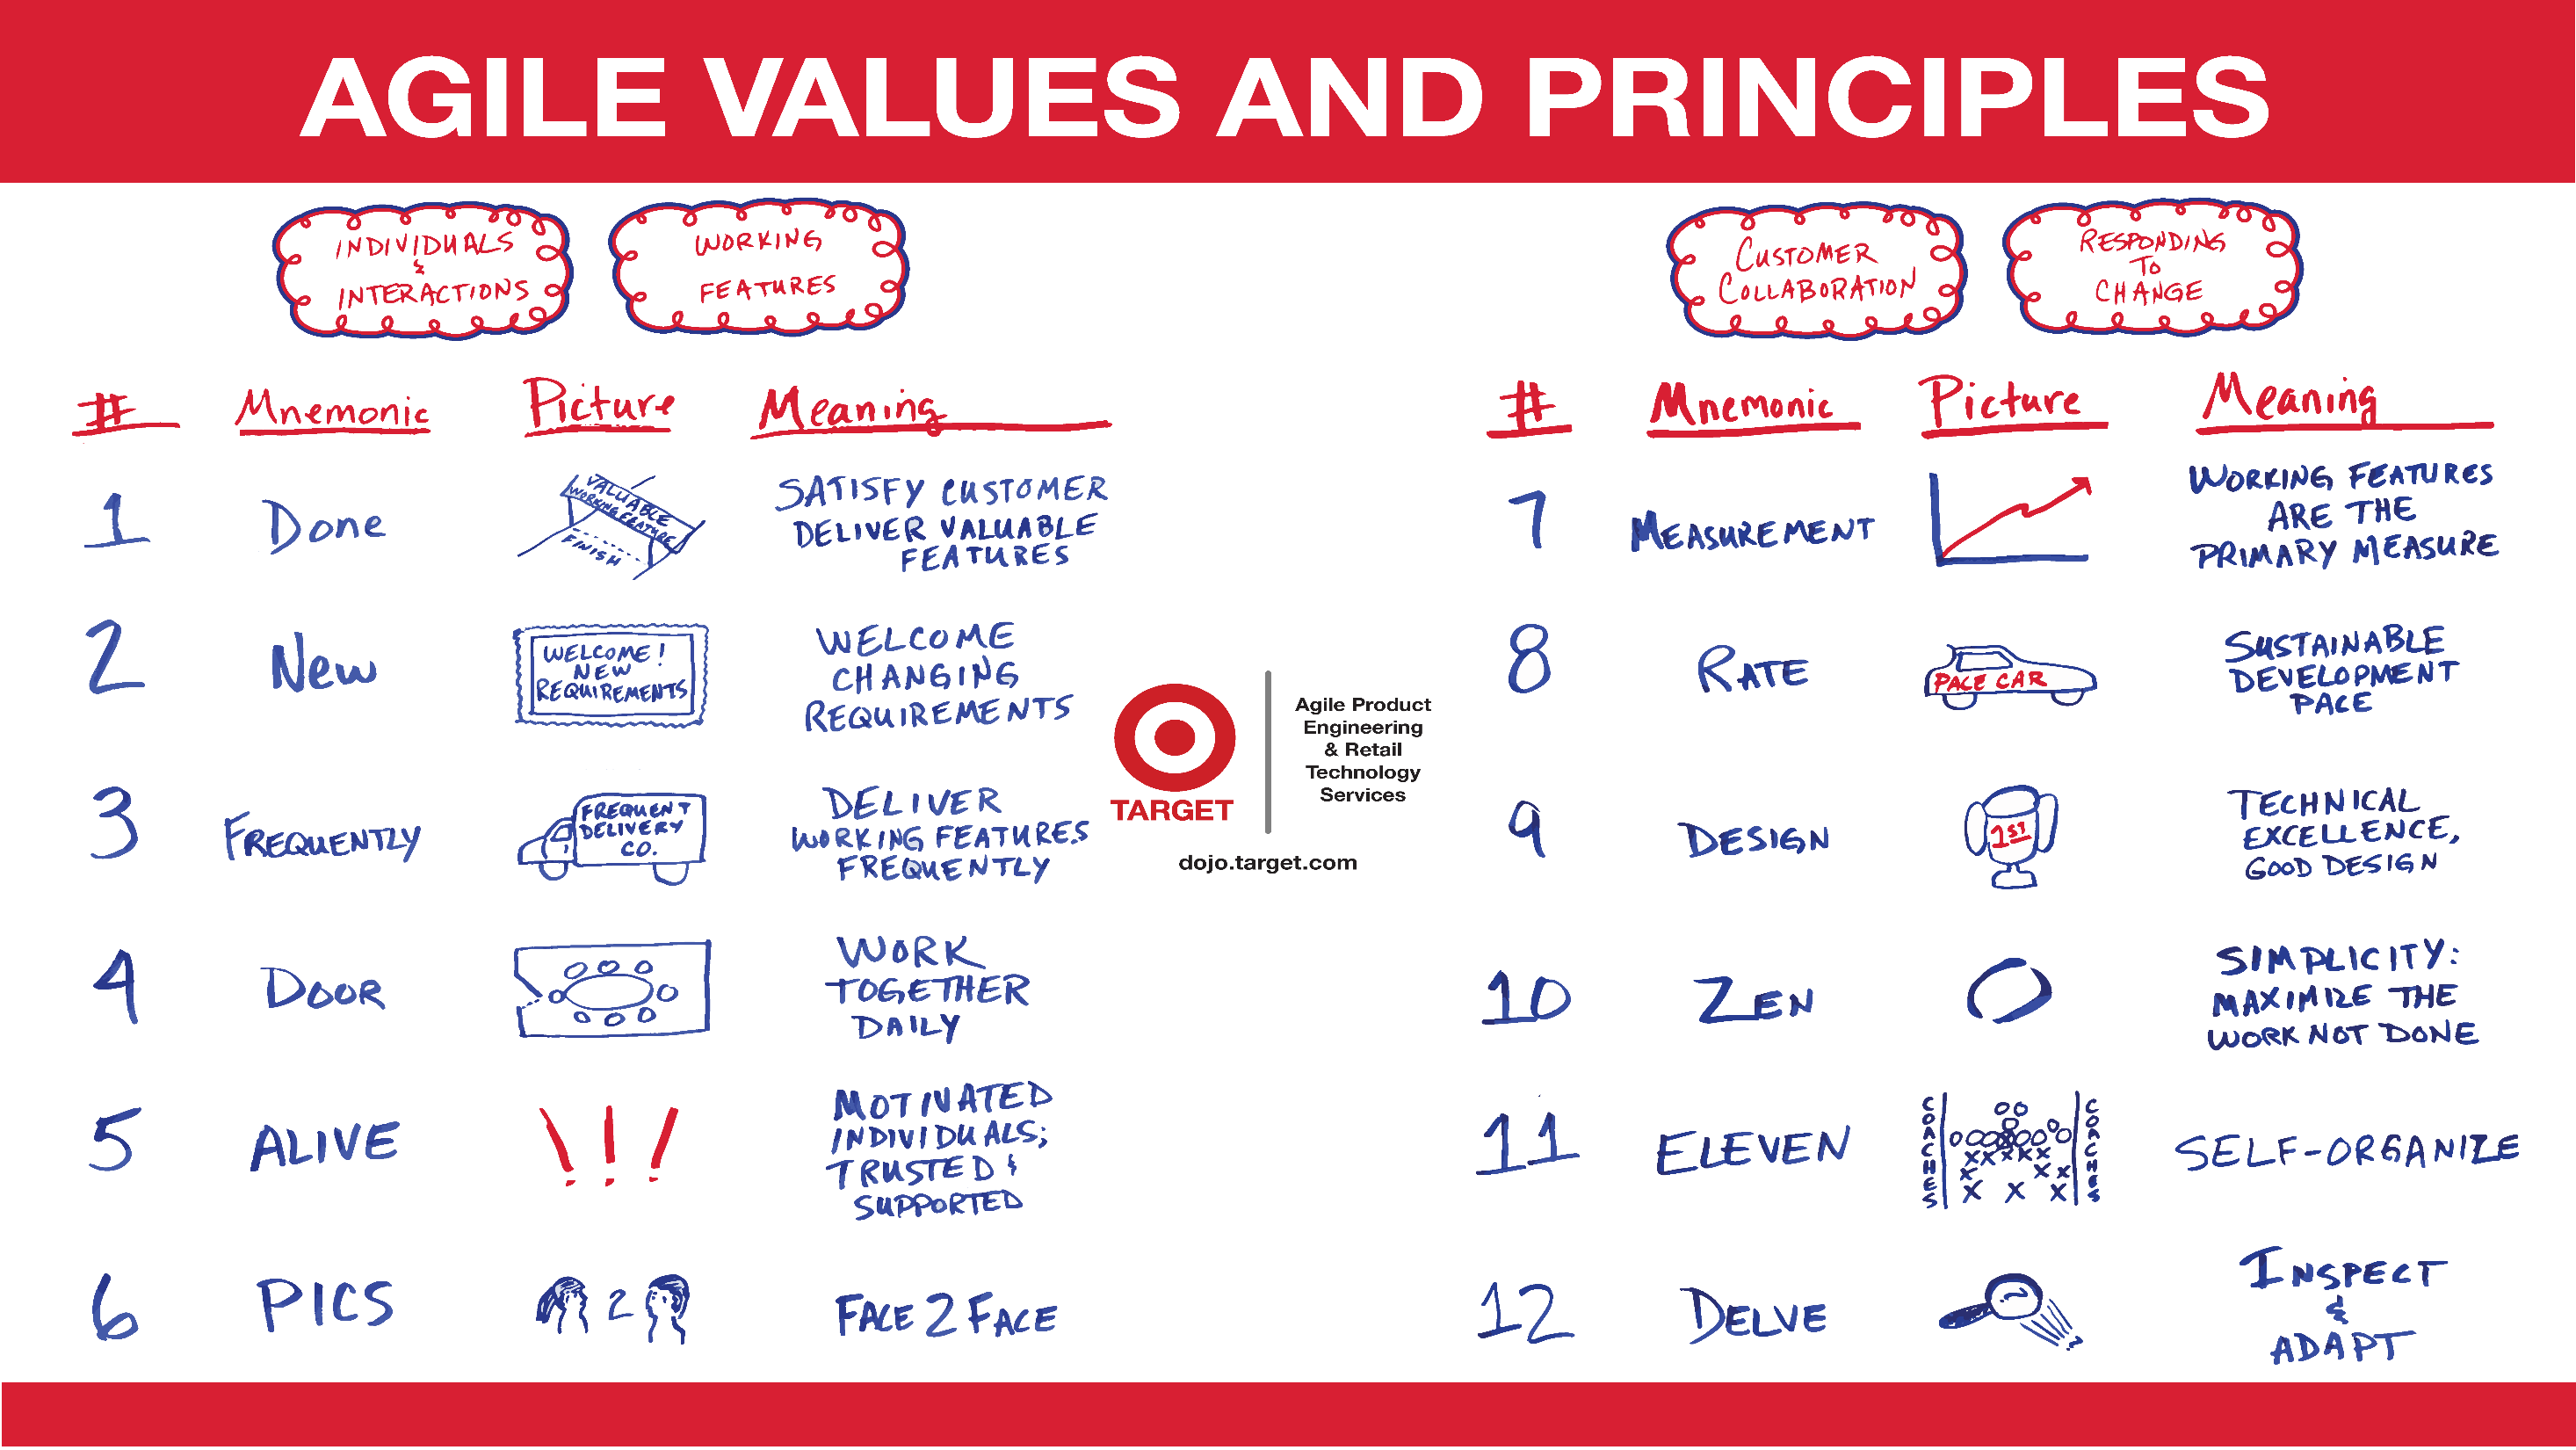 AGILE VALUES AND PRINCIPLES
INDIVIDUALS
&
INTERACTIONS
WORKING
FEATURES
CUSTOMER
COLLABORATION
RESPONDING
TO
CHANGE
# Mnemonic Picture Meaning
1 Done
VALUABLE
WORKING FEATURE
FINISH
SATISFY CUSTOMER
DELIVER VALUABLE
FEATURES
2 New
WELCOME!
NEW
REQUIREMENTS
WELCOME
CHANGING
REQUIREMENTS
3 FREQUENTLY
FREQUENT
DELIVERY
CO.
DELIVER
WORKING FEATURES
FREQUENTLY
4 DOOR
WORK
TOGETHER
DAILY
5 ALIVE
! ! !
MOTIVATED
INDIVIDUALS;
TRUSTED &
SUPPORTED
6 PICS
2
FACE 2 FACE
TARGET
Agile Product
Engineering
& Retail
Technology
Services
dojo.target.com
# Mnemonic Picture Meaning
7 MEASUREMENT
WORKING FEATURES
ARE THE
PRIMARY MEASURE
8 RATE
PACE CAR
SUSTAINABLE
DEVELOPMENT
PACE
9 DESIGN
1ST
TECHNICAL
EXCELLENCE,
GOOD DESIGN
10 ZEN
SIMPLICITY:
MAXIMIZE THE
WORK NOT DONE
11 ELEVEN
COACHES
COACHES
SELF-ORGANIZE
12 DELVE
INSPECT
&
ADAPT